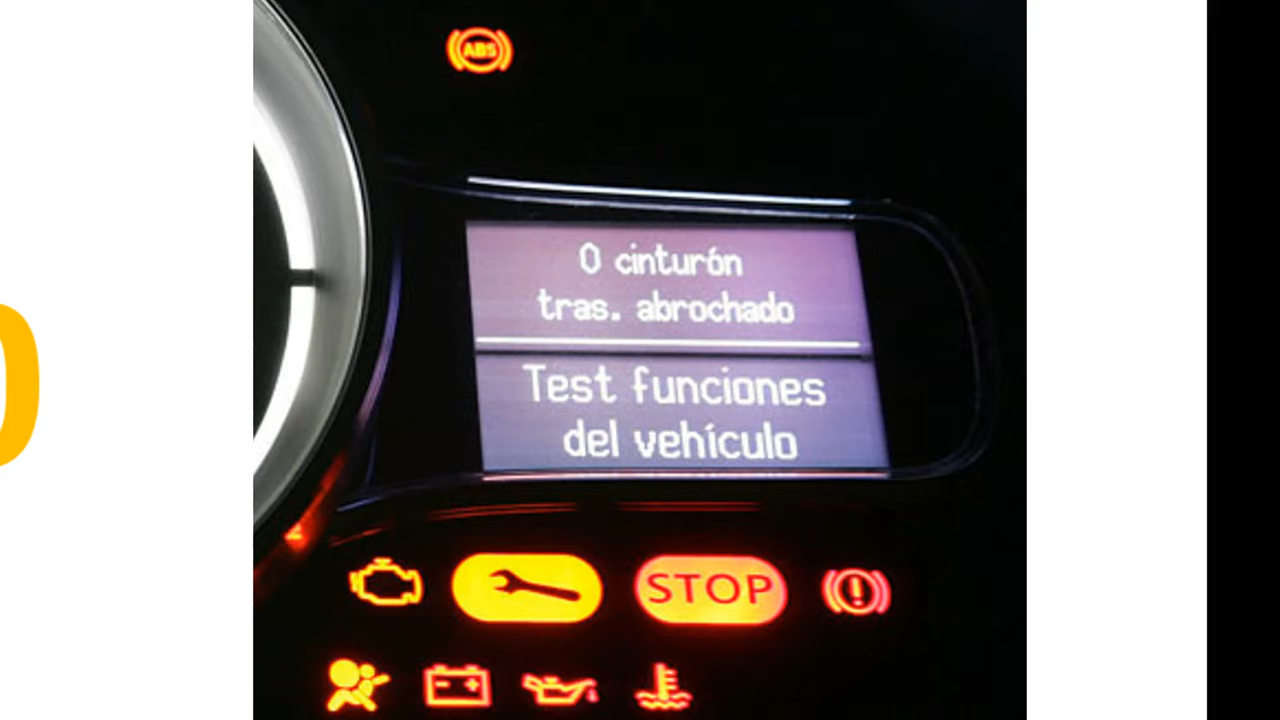 ABS
0 cinturón
tras. abrochado
Test funciones
del vehículo
STOP